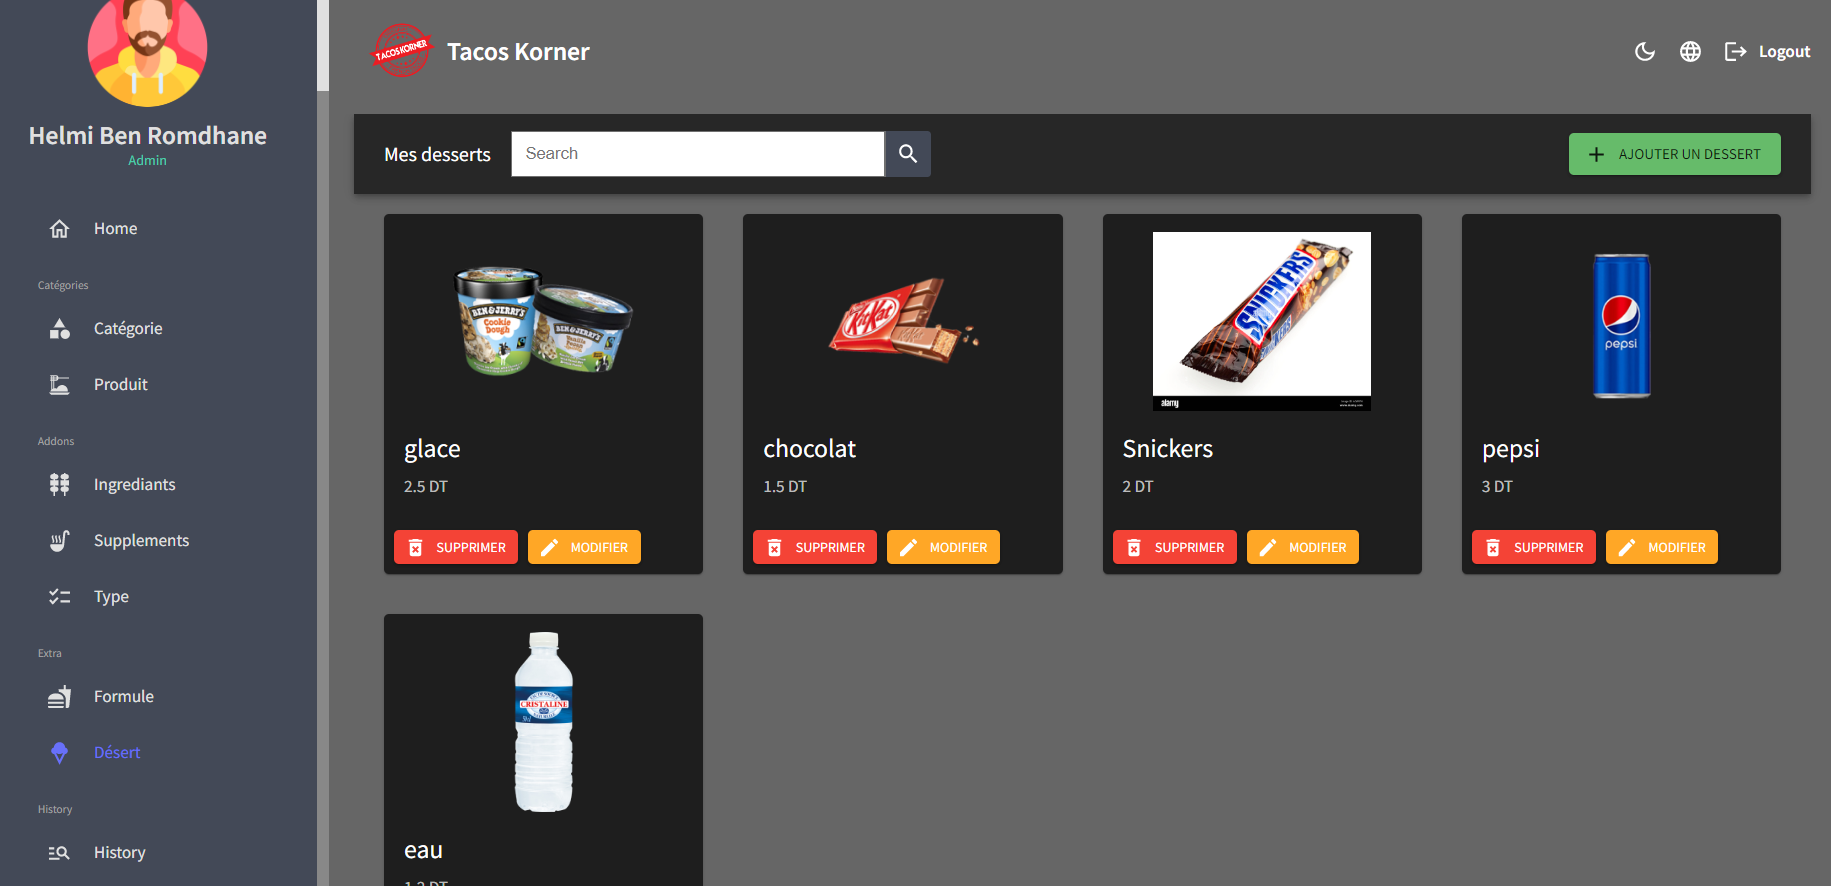 Helmi Ben Romdhane
Admin
Home
Catégories
Catégorie
Produit
Addons
Ingrediants
Supplements
Type
Extra
Formule
Désert
History
History
TACOS KORNER
Tacos Korner
Logout
Mes desserts
Search
AJOUTER UN DESSERT
BEN & JERRY'S
Cookie
Dough
BEN & JERRY'S
Vanilla
Pecan
glace
2.5 DT
SUPPRIMER
MODIFIER
KitKat
chocolat
1.5 DT
SUPPRIMER
MODIFIER
SNICKERS
alamy
Snickers
2 DT
SUPPRIMER
MODIFIER
pepsi
pepsi
3 DT
SUPPRIMER
MODIFIER
CRISTALINE
eau